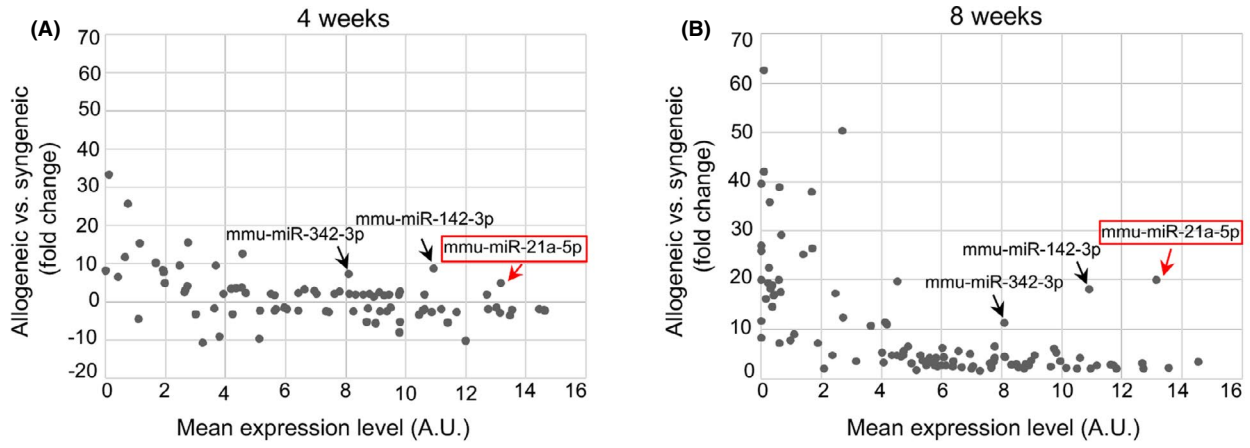 (A)
4 weeks
Allogeneic vs. syngeneic
(fold change)
70
60
50
40
30
20
10
0
-10
-20
mmu-miR-342-3p
mmu-miR-142-3p
mmu-miR-21a-5p
0 2 4 6 8 10 12 14 16
Mean expression level (A.U.)
(B)
8 weeks
Allogeneic vs. syngeneic
(fold change)
70
60
50
40
30
20
10
0
mmu-miR-342-3p
mmu-miR-142-3p
mmu-miR-21a-5p
0 2 4 6 8 10 12 14 16
Mean expression level (A.U.)